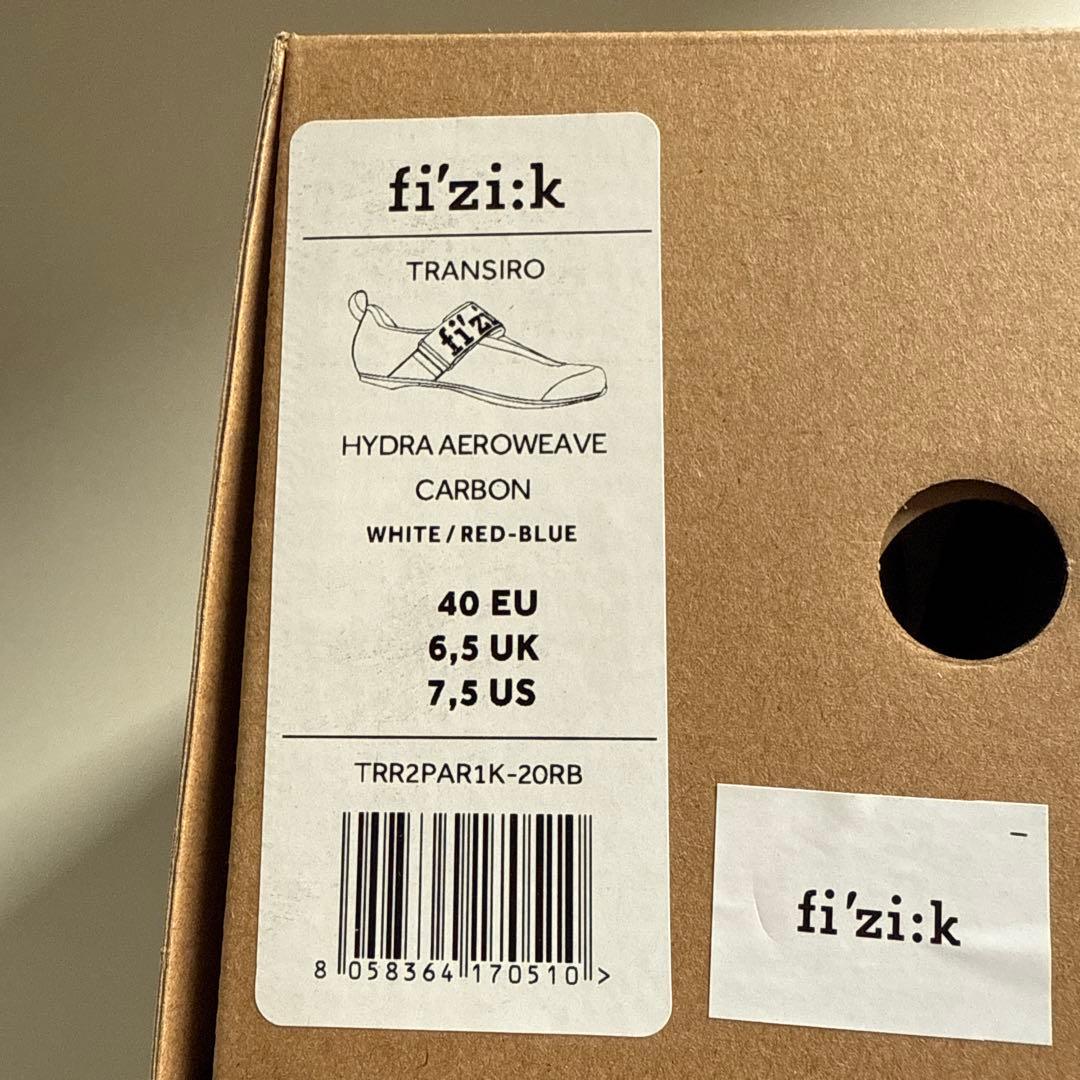 fi'zi:k
TRANSIRO
fi'zi
HYDRA AEROWEAVE
CARBON
WHITE / RED-BLUE
40 EU
6,5 UK
7,5 US
TRR2PAR1K-20RB
8 058364 170510 >
fi'zi:k